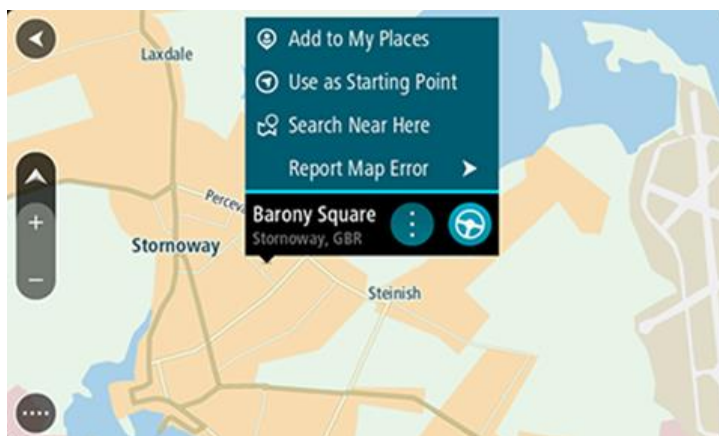 Laxdale
Add to My Places
Use as Starting Point
Search Near Here
Report Map Error
Perceva
Barony Square
Stornoway, GBR
Stornoway
Steinish